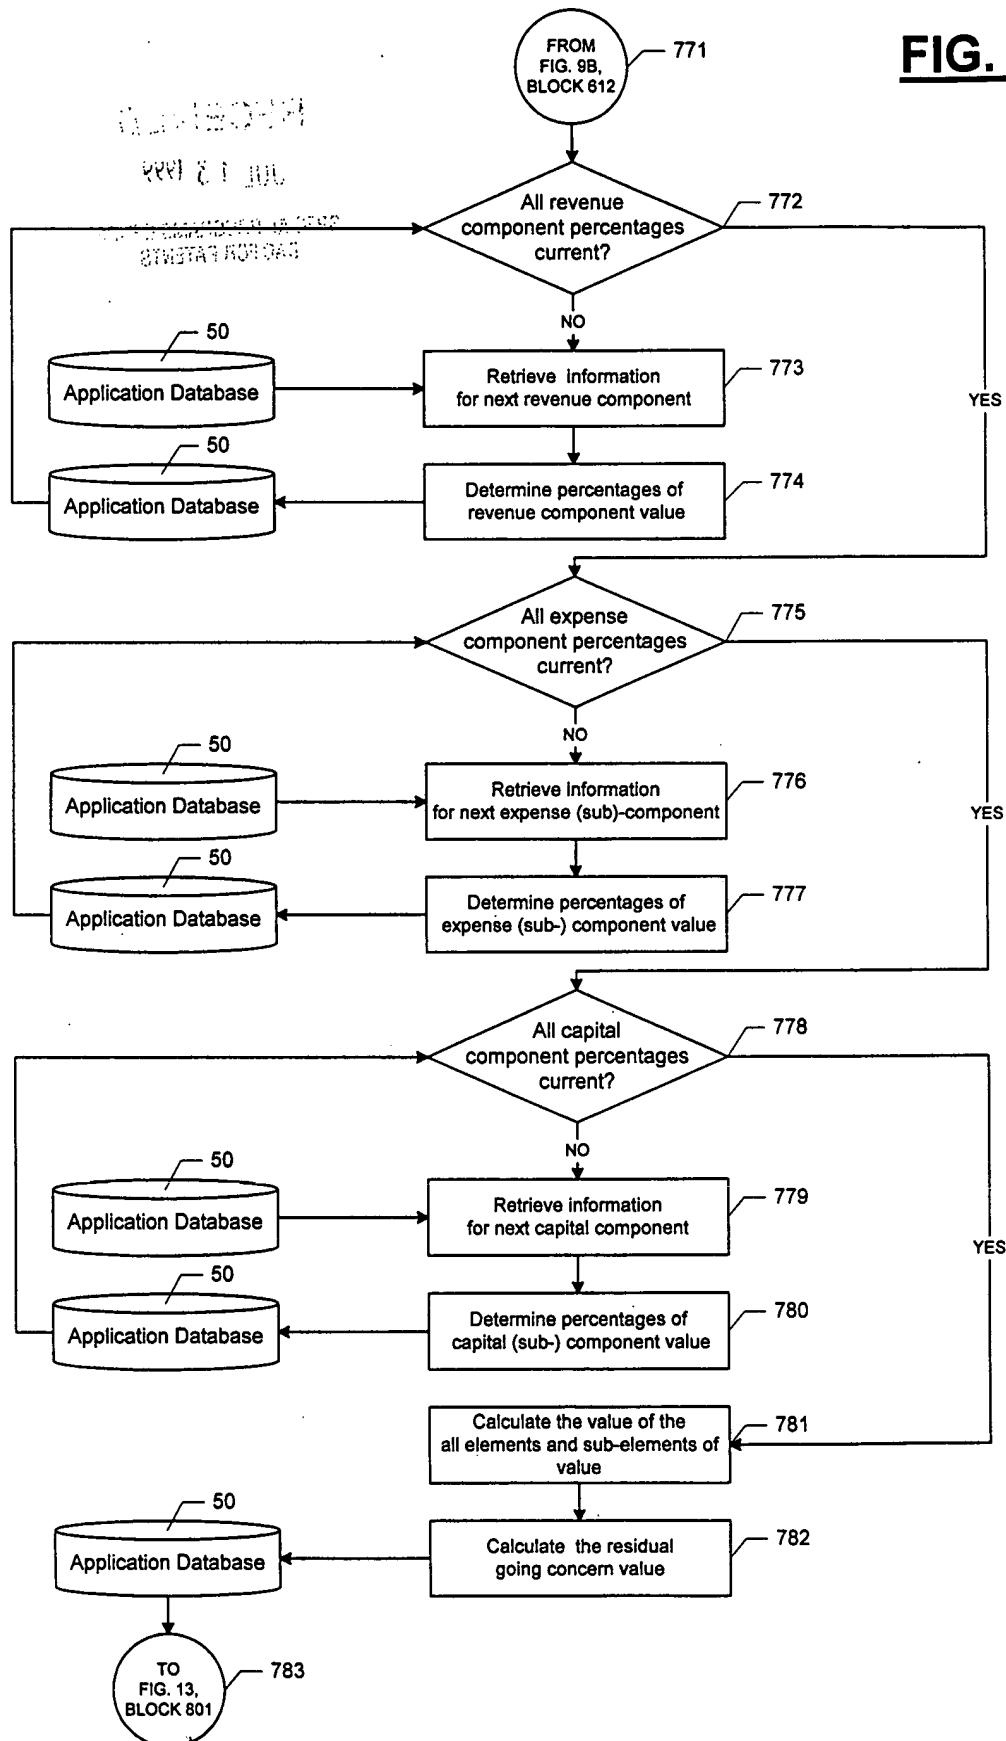 FIG.
FROM
FIG. 9B,
BLOCK 612
771
JUL 13 1999
All revenue
component percentages
current?
772
NO
YES
50
Application Database
Retrieve information
for next revenue component
773
50
Application Database
Determine percentages of
revenue component value
774
All expense
component percentages
current?
775
NO
YES
50
Application Database
Retrieve information
for next expense (sub)-component
776
50
Application Database
Determine percentages of
expense (sub-) component value
777
All capital
component percentages
current?
778
NO
YES
50
Application Database
Retrieve information
for next capital component
779
50
Application Database
Determine percentages of
capital (sub-) component value
780
Calculate the value of the
all elements and sub-elements of
value
781
50
Application Database
Calculate the residual
going concern value
782
TO
FIG. 13,
BLOCK 801
783